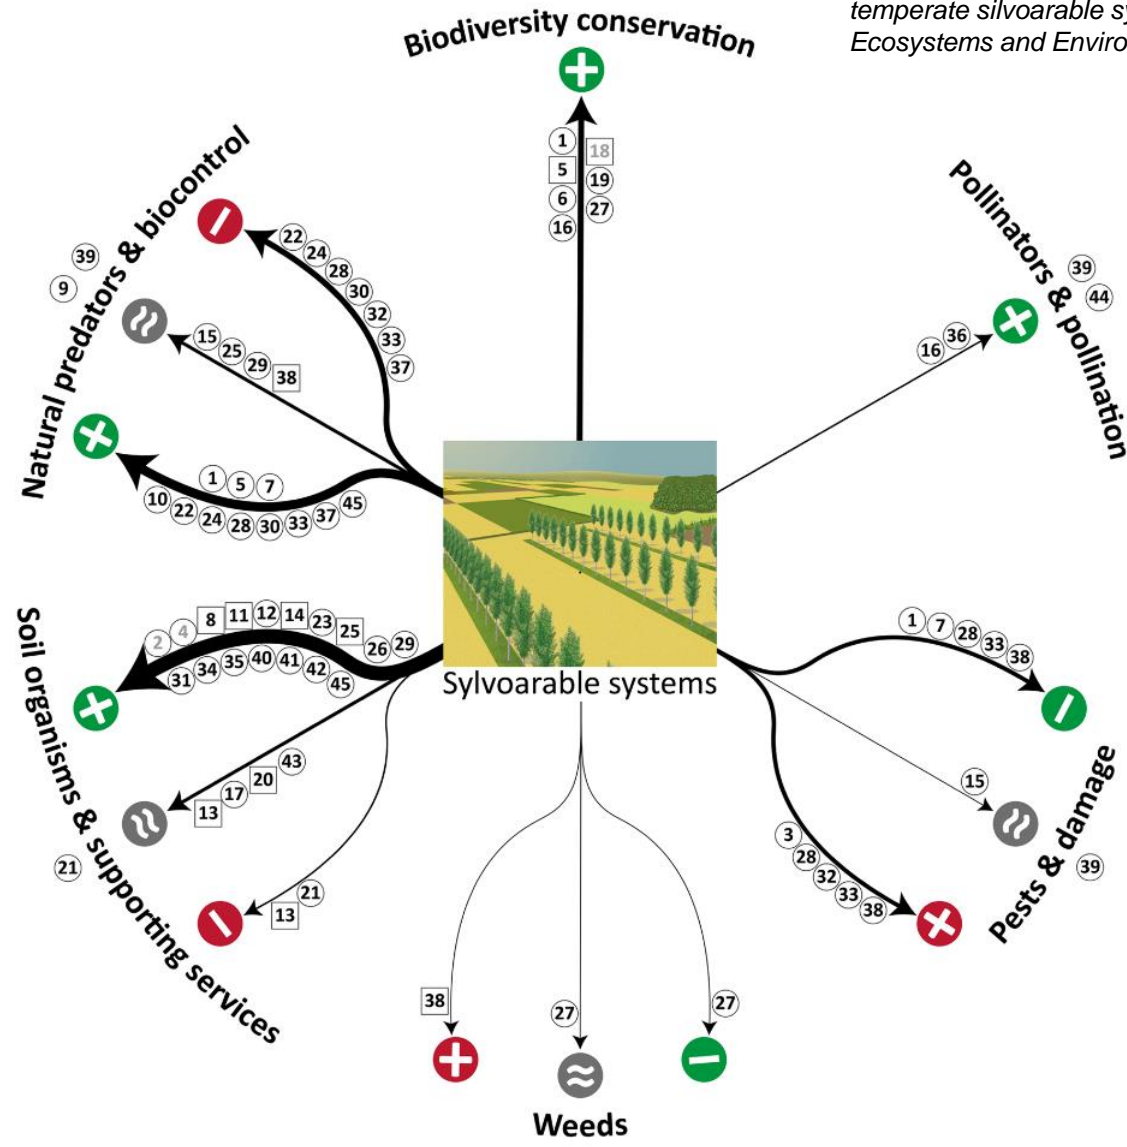 temperate silvoarable sy
Ecosystems and Enviro
Biodiversity conservation
1
5
6
16
18
19
27
Natural predators & biocontrol
39
9
22
24
28
30
32
33
37
15
25
29
38
1 5 7
10 22 24 28 30 33 37 45
Pollinators & pollination
39
44
16 36
Soil organisms & supporting services
21
2 4 8 11 12 14 23 25 26 29
31 34 35 40 41 42 45
13 17 20 43
13 21
Sylvoarable systems
Pests & damage
39
1 7 28 33 38
15
3
28
32
33
38
Weeds
38
27
27